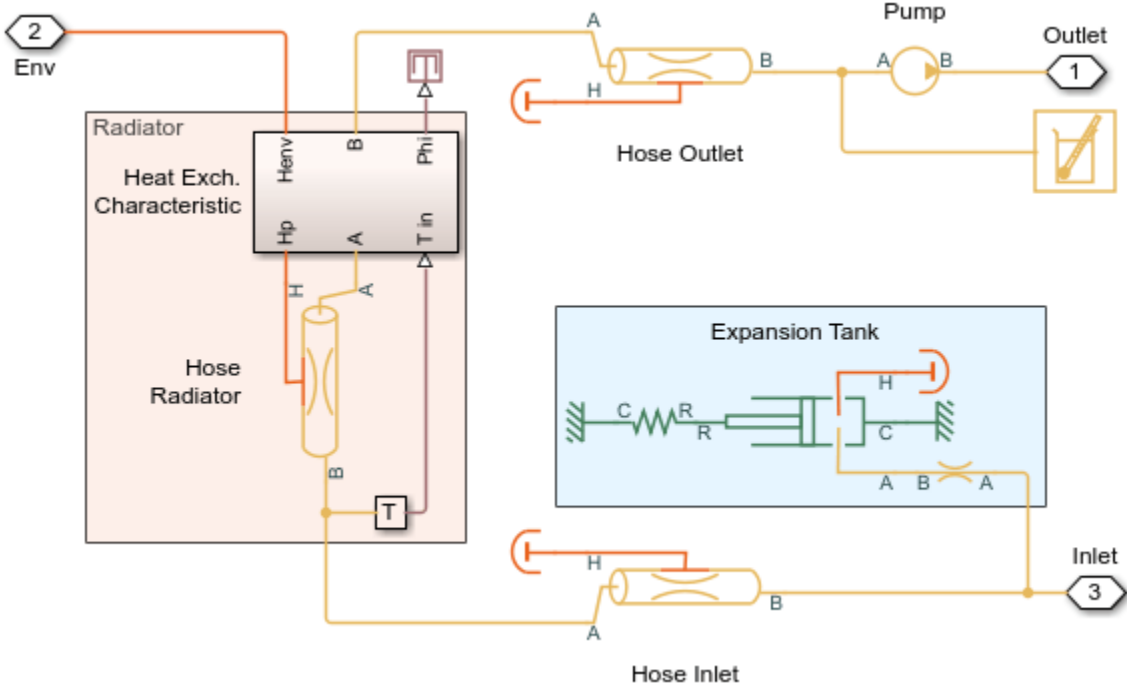 Pump
2
A
Outlet
Env
B
A
B
1
H
Radiator
Hose Outlet
Henv
B
Phi
Heat Exch.
Characteristic
Hp
A
T in
H
A
Expansion Tank
Hose
Radiator
H
C
R
R
C
B
A
B
A
T
Inlet
H
3
B
A
Hose Inlet